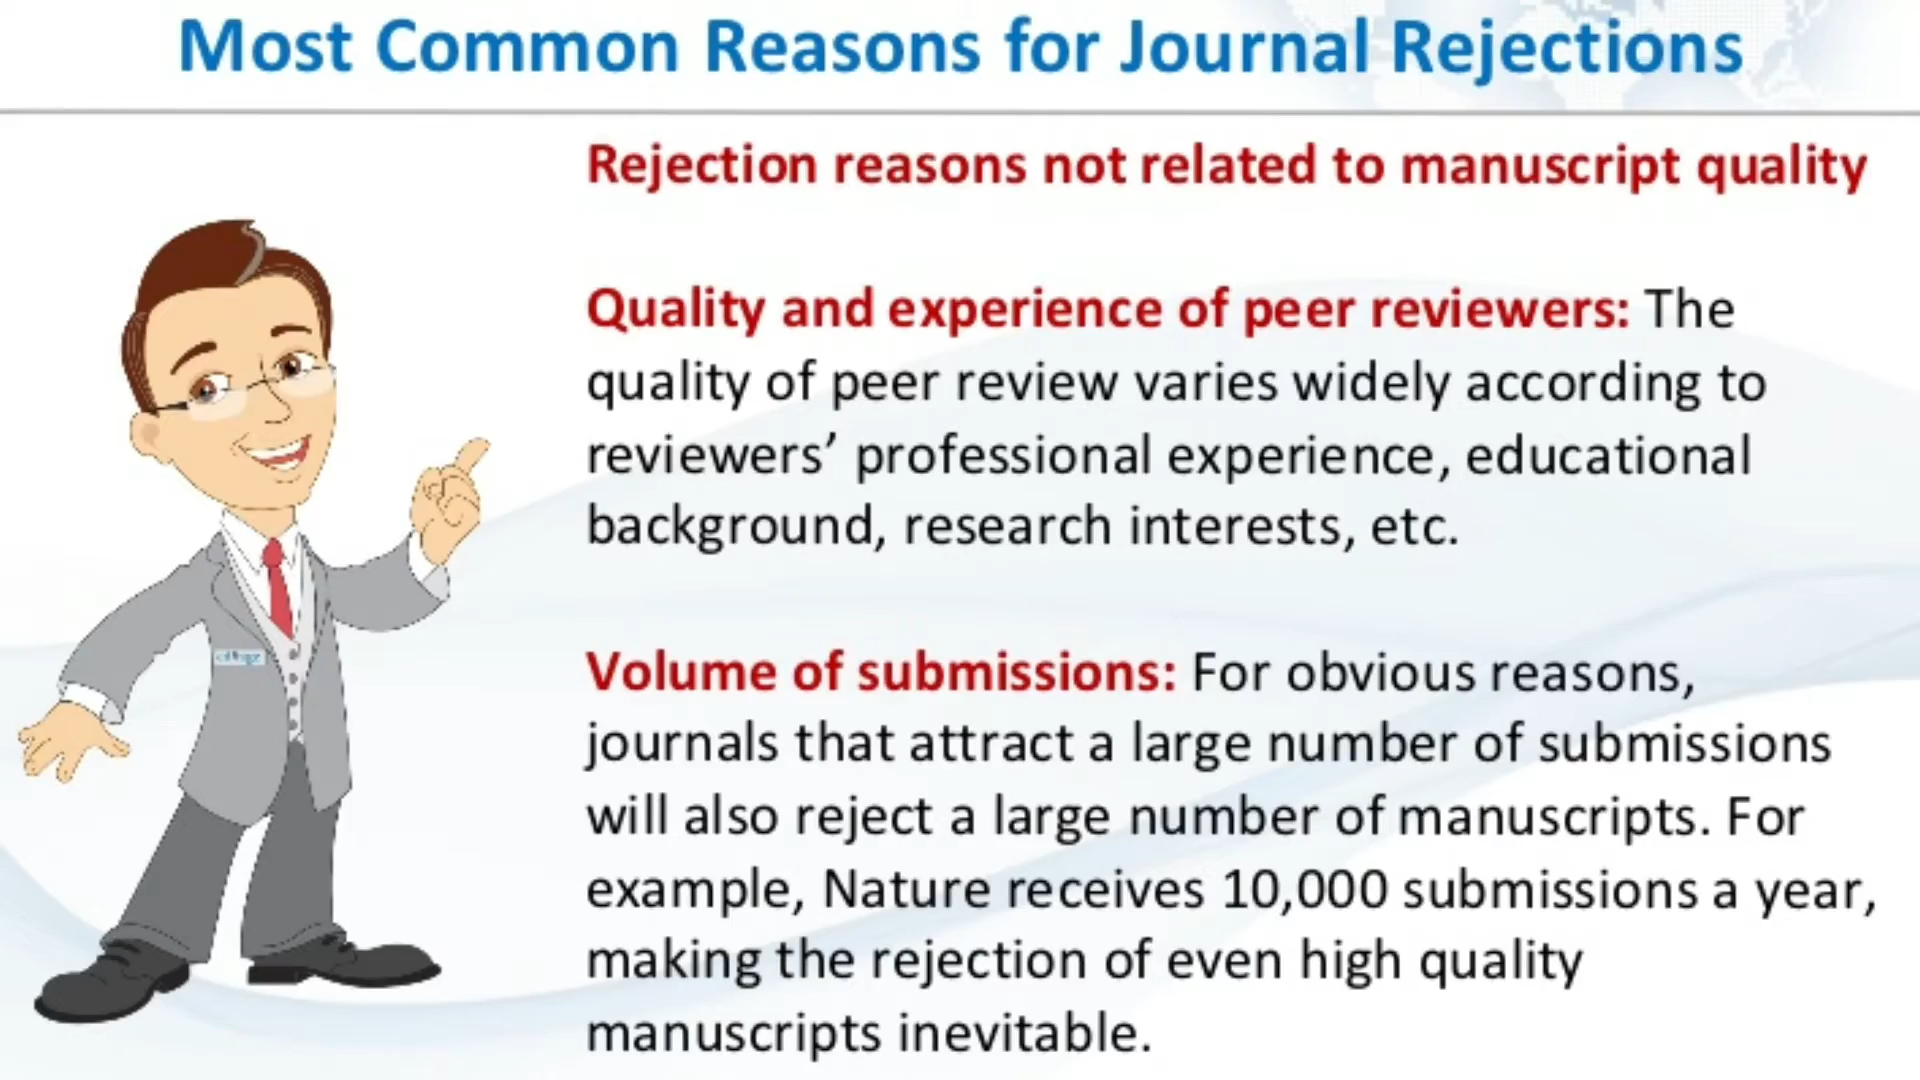 Most Common Reasons for Journal Rejections
Rejection reasons not related to manuscript quality
Quality and experience of peer reviewers: The
quality of peer review varies widely according to
reviewers’ professional experience, educational
background, research interests, etc.
Volume of submissions: For obvious reasons,
journals that attract a large number of submissions
will also reject a large number of manuscripts. For
example, Nature receives 10,000 submissions a year,
making the rejection of even high quality
manuscripts inevitable.